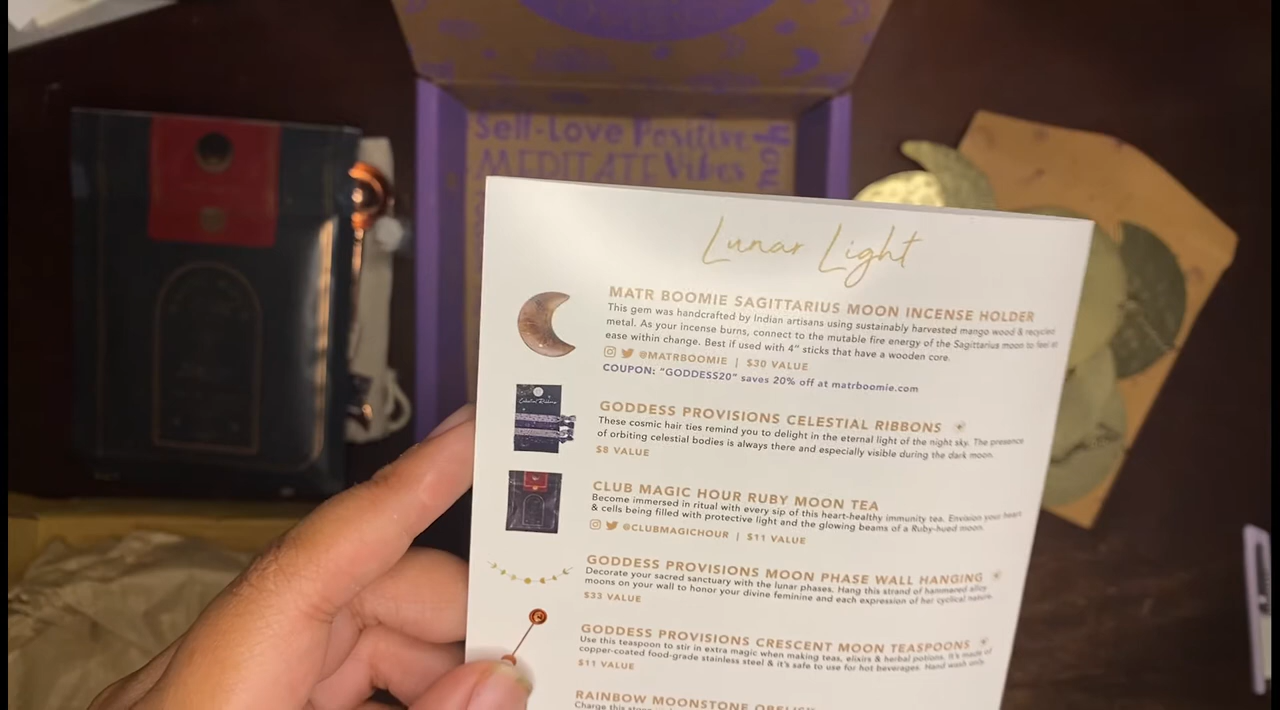 Self-Love Positive
MEDITATE Vibes
you
Lunar Light
MATR BOOMIE SAGITTARIUS MOON INCENSE HOLDER
This gem was handcrafted by Indian artisans using sustainably harvested mango wood & recycled
metal. As your incense burns, connect to the mutable fire energy of the Sagittarius moon to feel at
ease within change. Best if used with 4" sticks that have a wooden core.
@MATRBOOMIE | $30 VALUE
COUPON: "GODDESS20" saves 20% off at matrboomie.com
Celestial Ribbons
GODDESS PROVISIONS CELESTIAL RIBBONS
These cosmic hair ties remind you to delight in the eternal light of the night sky. The presence
of orbiting celestial bodies is always there and especially visible during the dark moon.
$8 VALUE
CLUB MAGIC HOUR RUBY MOON TEA
Become immersed in ritual with every sip of this heart-healthy immunity tea. Envision your heart
& cells being filled with protective light and the glowing beams of a Ruby-hued moon.
@CLUBMAGICHOUR | $11 VALUE
GODDESS PROVISIONS MOON PHASE WALL HANGING
Decorate your sacred sanctuary with the lunar phases. Hang this strand of hammered alloy
moons on your wall to honor your divine feminine and each expression of her cyclical nature.
$33 VALUE
GODDESS PROVISIONS CRESCENT MOON TEASPOONS
Use this teaspoon to stir in extra magic when making teas, elixirs & herbal potions. It's made of
copper-coated food-grade stainless steel & it's safe to use for hot beverages. Hand wash only.
$11 VALUE
RAINBOW MOONSTONE OBELISK
Charge this